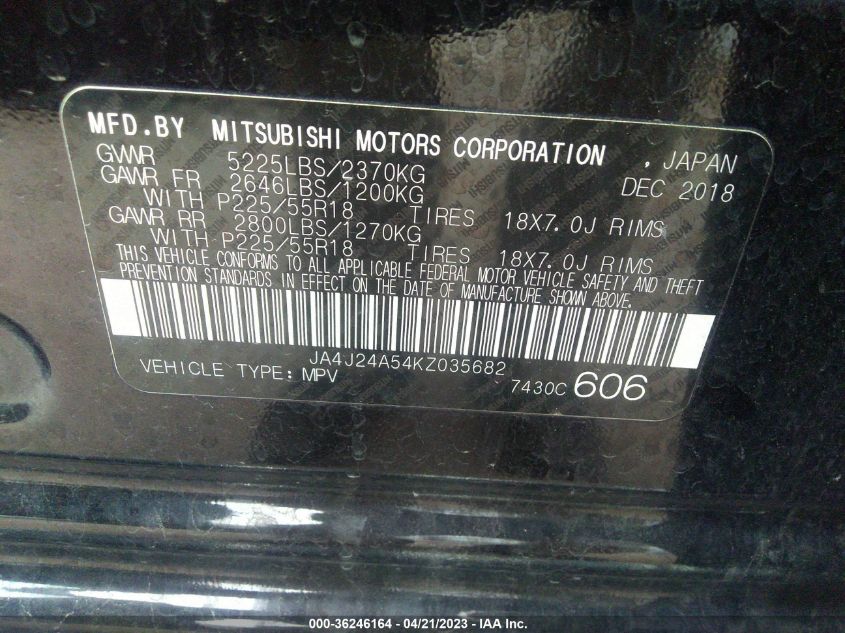 MFD.BY MITSUBISHI MOTORS CORPORATION , JAPAN
GVWR 5225LBS/2370KG DEC 2018
GAWR FR 2646LBS/1200KG
WITH P225/55R18 TIRES 18X7.0J RIMS
GAWR RR 2800LBS/1270KG
WITH P225/55R18 TIRES 18X7.0J RIMS
THIS VEHICLE CONFORMS TO ALL APPLICABLE FEDERAL MOTOR VEHICLE SAFETY AND THEFT
PREVENTION STANDARDS IN EFFECT ON THE DATE OF MANUFACTURE SHOWN ABOVE.
JA4J24A54KZ035682
VEHICLE TYPE: MPV 7430C 606
000-36246164 - 04/21/2023 - IAA Inc.